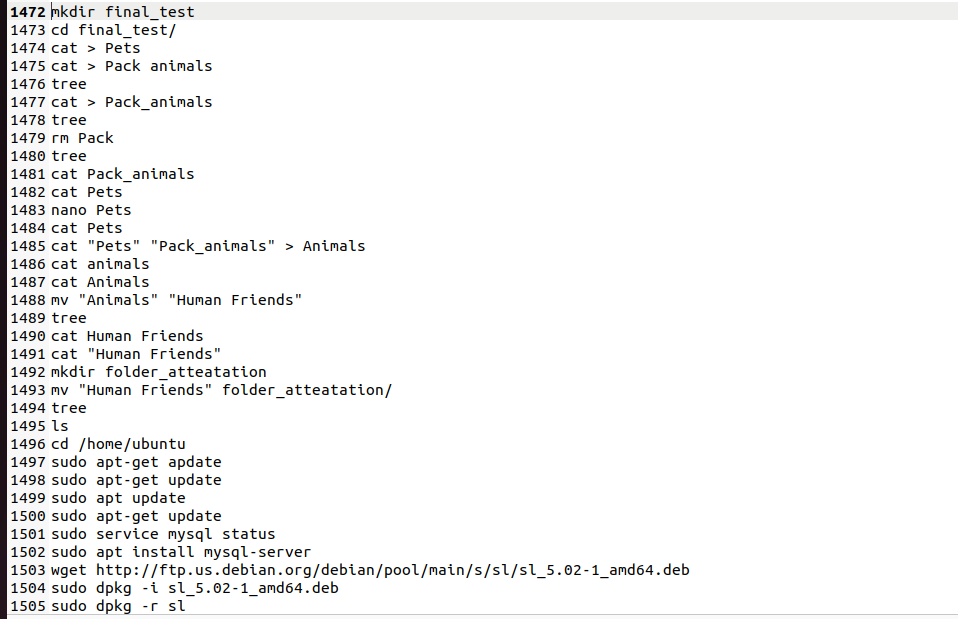 1472 mkdir final_test
1473 cd final_test/
1474 cat > Pets
1475 cat > Pack animals
1476 tree
1477 cat > Pack_animals
1478 tree
1479 rm Pack
1480 tree
1481 cat Pack_animals
1482 cat Pets
1483 nano Pets
1484 cat Pets
1485 cat "Pets" "Pack_animals" > Animals
1486 cat animals
1487 cat Animals
1488 mv "Animals" "Human Friends"
1489 tree
1490 cat Human Friends
1491 cat "Human Friends"
1492 mkdir folder_atteatation
1493 mv "Human Friends" folder_atteatation/
1494 tree
1495 ls
1496 cd /home/ubuntu
1497 sudo apt-get apdate
1498 sudo apt-get update
1499 sudo apt update
1500 sudo apt-get update
1501 sudo service mysql status
1502 sudo apt install mysql-server
1503 wget http://ftp.us.debian.org/debian/pool/main/s/sl/sl_5.02-1_amd64.deb
1504 sudo dpkg -i sl_5.02-1_amd64.deb
1505 sudo dpkg -r sl